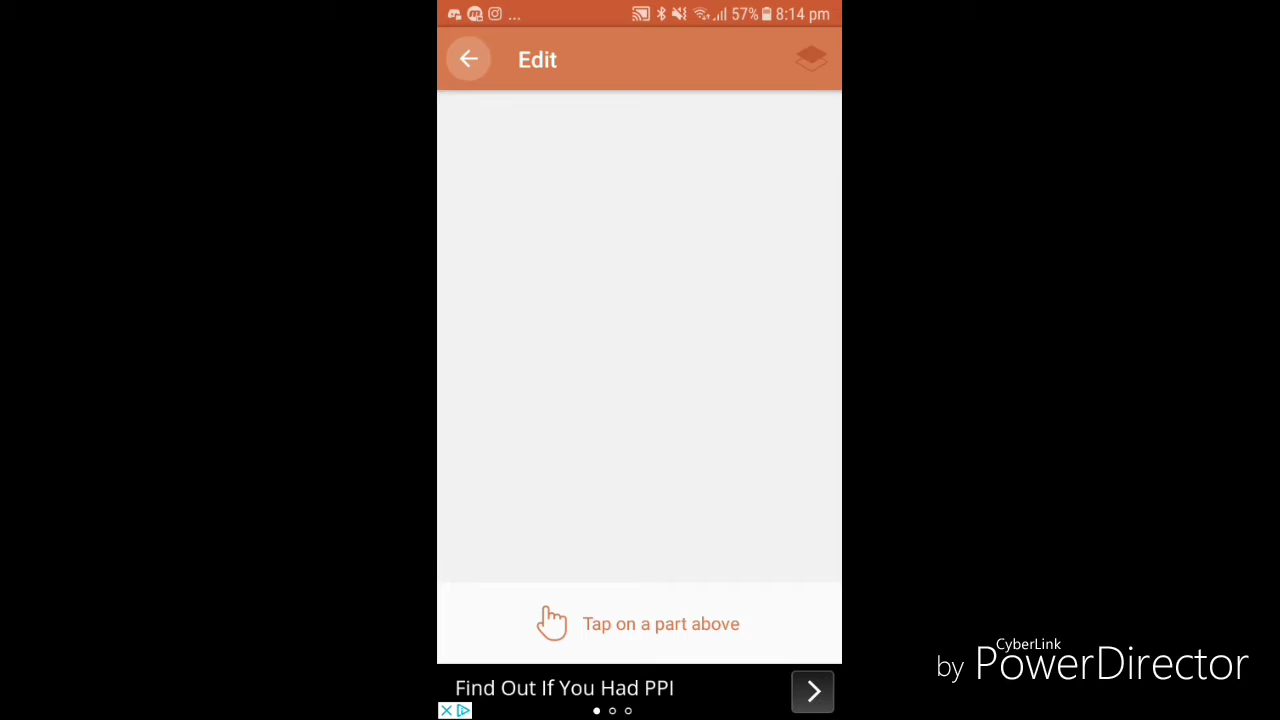 ... 57% 8:14 pm
Edit
Tap on a part above
Find Out If You Had PPI
CyberLink
by PowerDirector